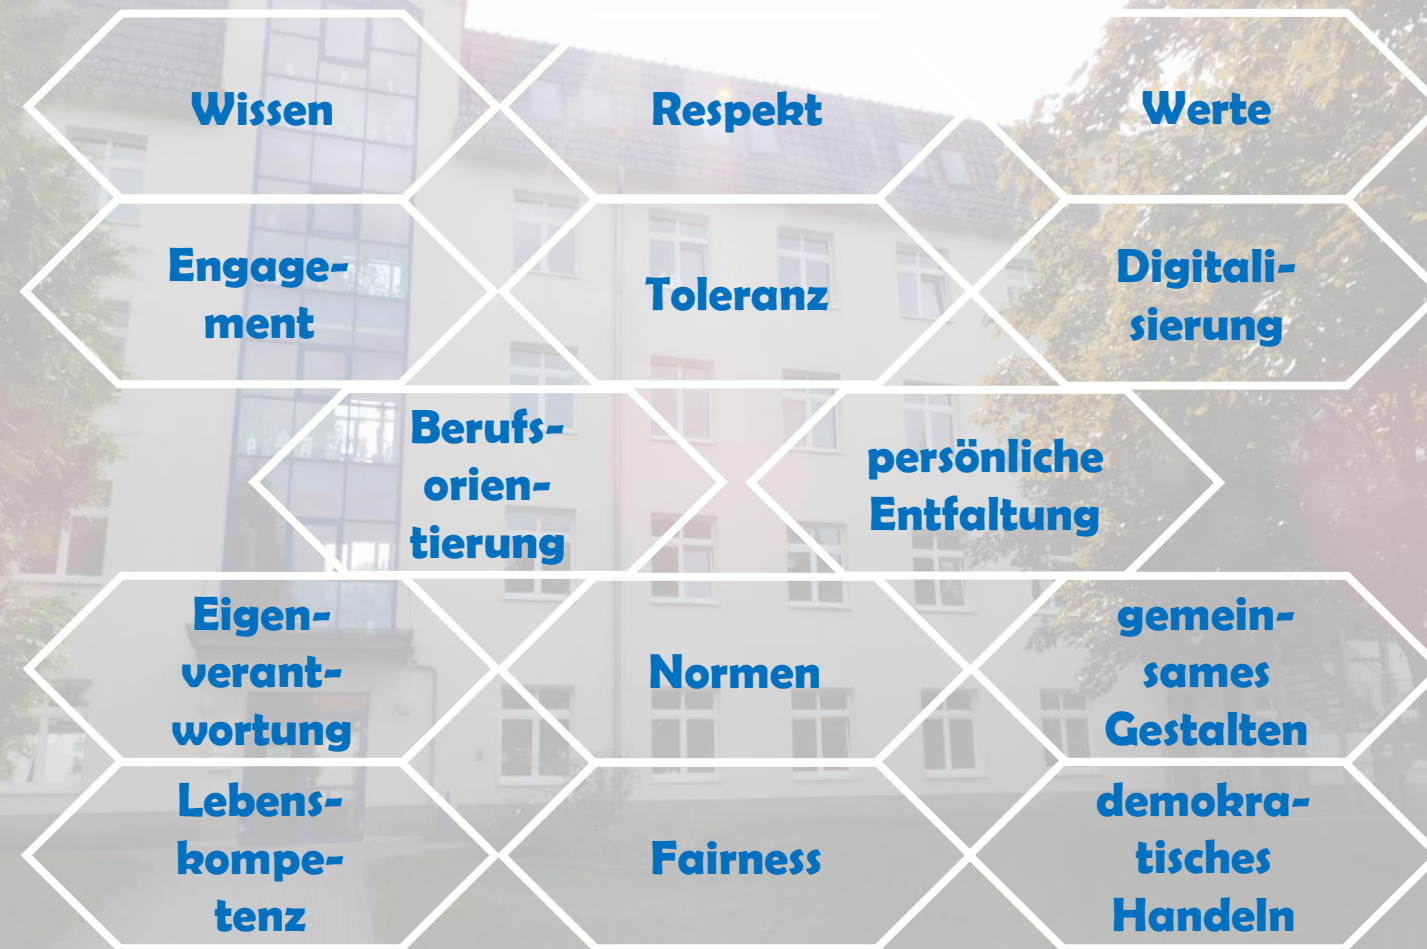 Wissen
Respekt
Werte
Engage-
ment
Toleranz
Digitali-
sierung
Berufs-
orien-
tierung
persönliche
Entfaltung
Eigen-
verant-
wortung
Normen
gemein-
sames
Gestalten
Lebens-
kompe-
tenz
Fairness
demokra-
tisches
Handeln